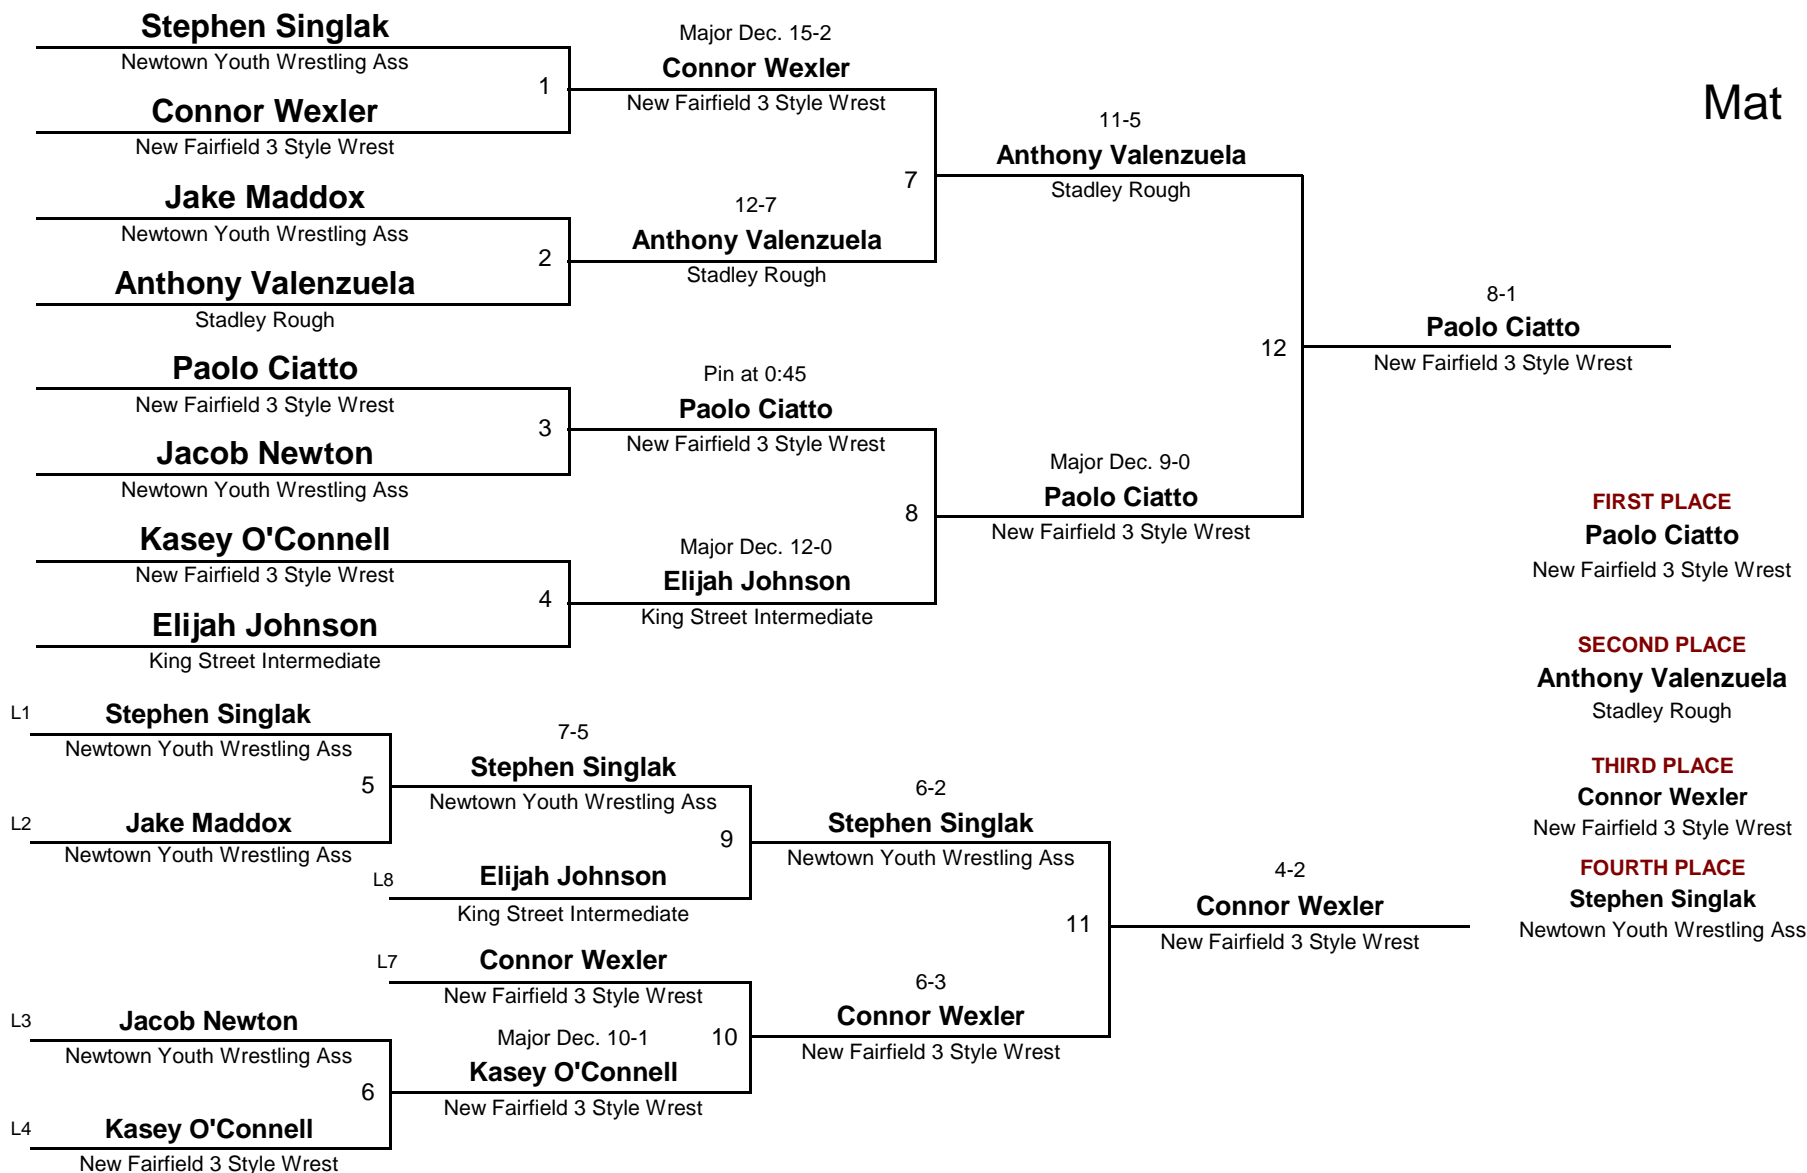 Stephen Singlak
Newtown Youth Wrestling Ass
1
Connor Wexler
New Fairfield 3 Style Wrest
Jake Maddox
Newtown Youth Wrestling Ass
2
Anthony Valenzuela
Stadley Rough
Paolo Ciatto
New Fairfield 3 Style Wrest
3
Jacob Newton
Newtown Youth Wrestling Ass
Kasey O'Connell
New Fairfield 3 Style Wrest
4
Elijah Johnson
King Street Intermediate
Major Dec. 15-2
Connor Wexler
New Fairfield 3 Style Wrest
7
12-7
Anthony Valenzuela
Stadley Rough
Pin at 0:45
Paolo Ciatto
New Fairfield 3 Style Wrest
8
Major Dec. 12-0
Elijah Johnson
King Street Intermediate
11-5
Anthony Valenzuela
Stadley Rough
12
Major Dec. 9-0
Paolo Ciatto
New Fairfield 3 Style Wrest
8-1
Paolo Ciatto
New Fairfield 3 Style Wrest
Mat
FIRST PLACE
Paolo Ciatto
New Fairfield 3 Style Wrest
SECOND PLACE
Anthony Valenzuela
Stadley Rough
THIRD PLACE
Connor Wexler
New Fairfield 3 Style Wrest
FOURTH PLACE
Stephen Singlak
Newtown Youth Wrestling Ass
L1
Stephen Singlak
Newtown Youth Wrestling Ass
5
L2
Jake Maddox
Newtown Youth Wrestling Ass
L3
Jacob Newton
Newtown Youth Wrestling Ass
6
L4
Kasey O'Connell
New Fairfield 3 Style Wrest
7-5
Stephen Singlak
Newtown Youth Wrestling Ass
9
L8
Elijah Johnson
King Street Intermediate
L7
Connor Wexler
New Fairfield 3 Style Wrest
10
Major Dec. 10-1
Kasey O'Connell
New Fairfield 3 Style Wrest
6-2
Stephen Singlak
Newtown Youth Wrestling Ass
11
6-3
Connor Wexler
New Fairfield 3 Style Wrest
4-2
Connor Wexler
New Fairfield 3 Style Wrest